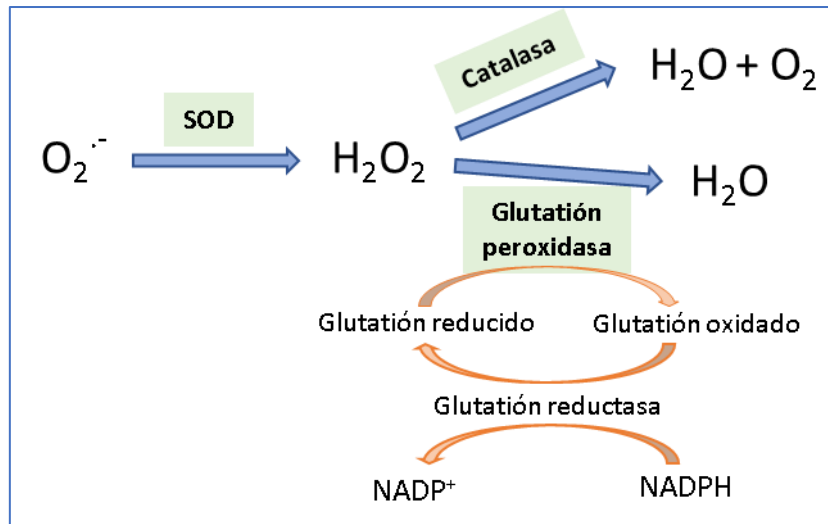 Catalasa
H₂O + O₂
SOD
O₂·⁻
H₂O₂
H₂O
Glutatión
peroxidasa
Glutatión reducido
Glutatión oxidado
Glutatión reductasa
NADP⁺
NADPH